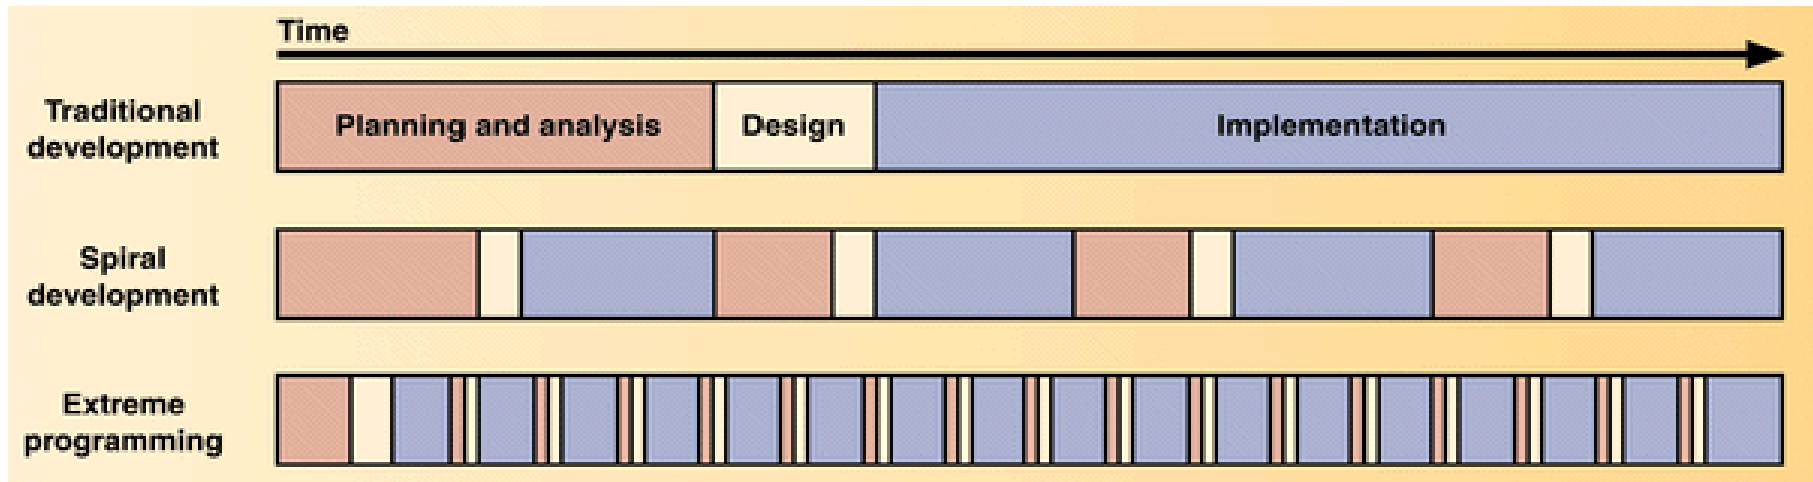 Time
Traditional
development
Planning and analysis
Design
Implementation
Spiral
development
Extreme
programming